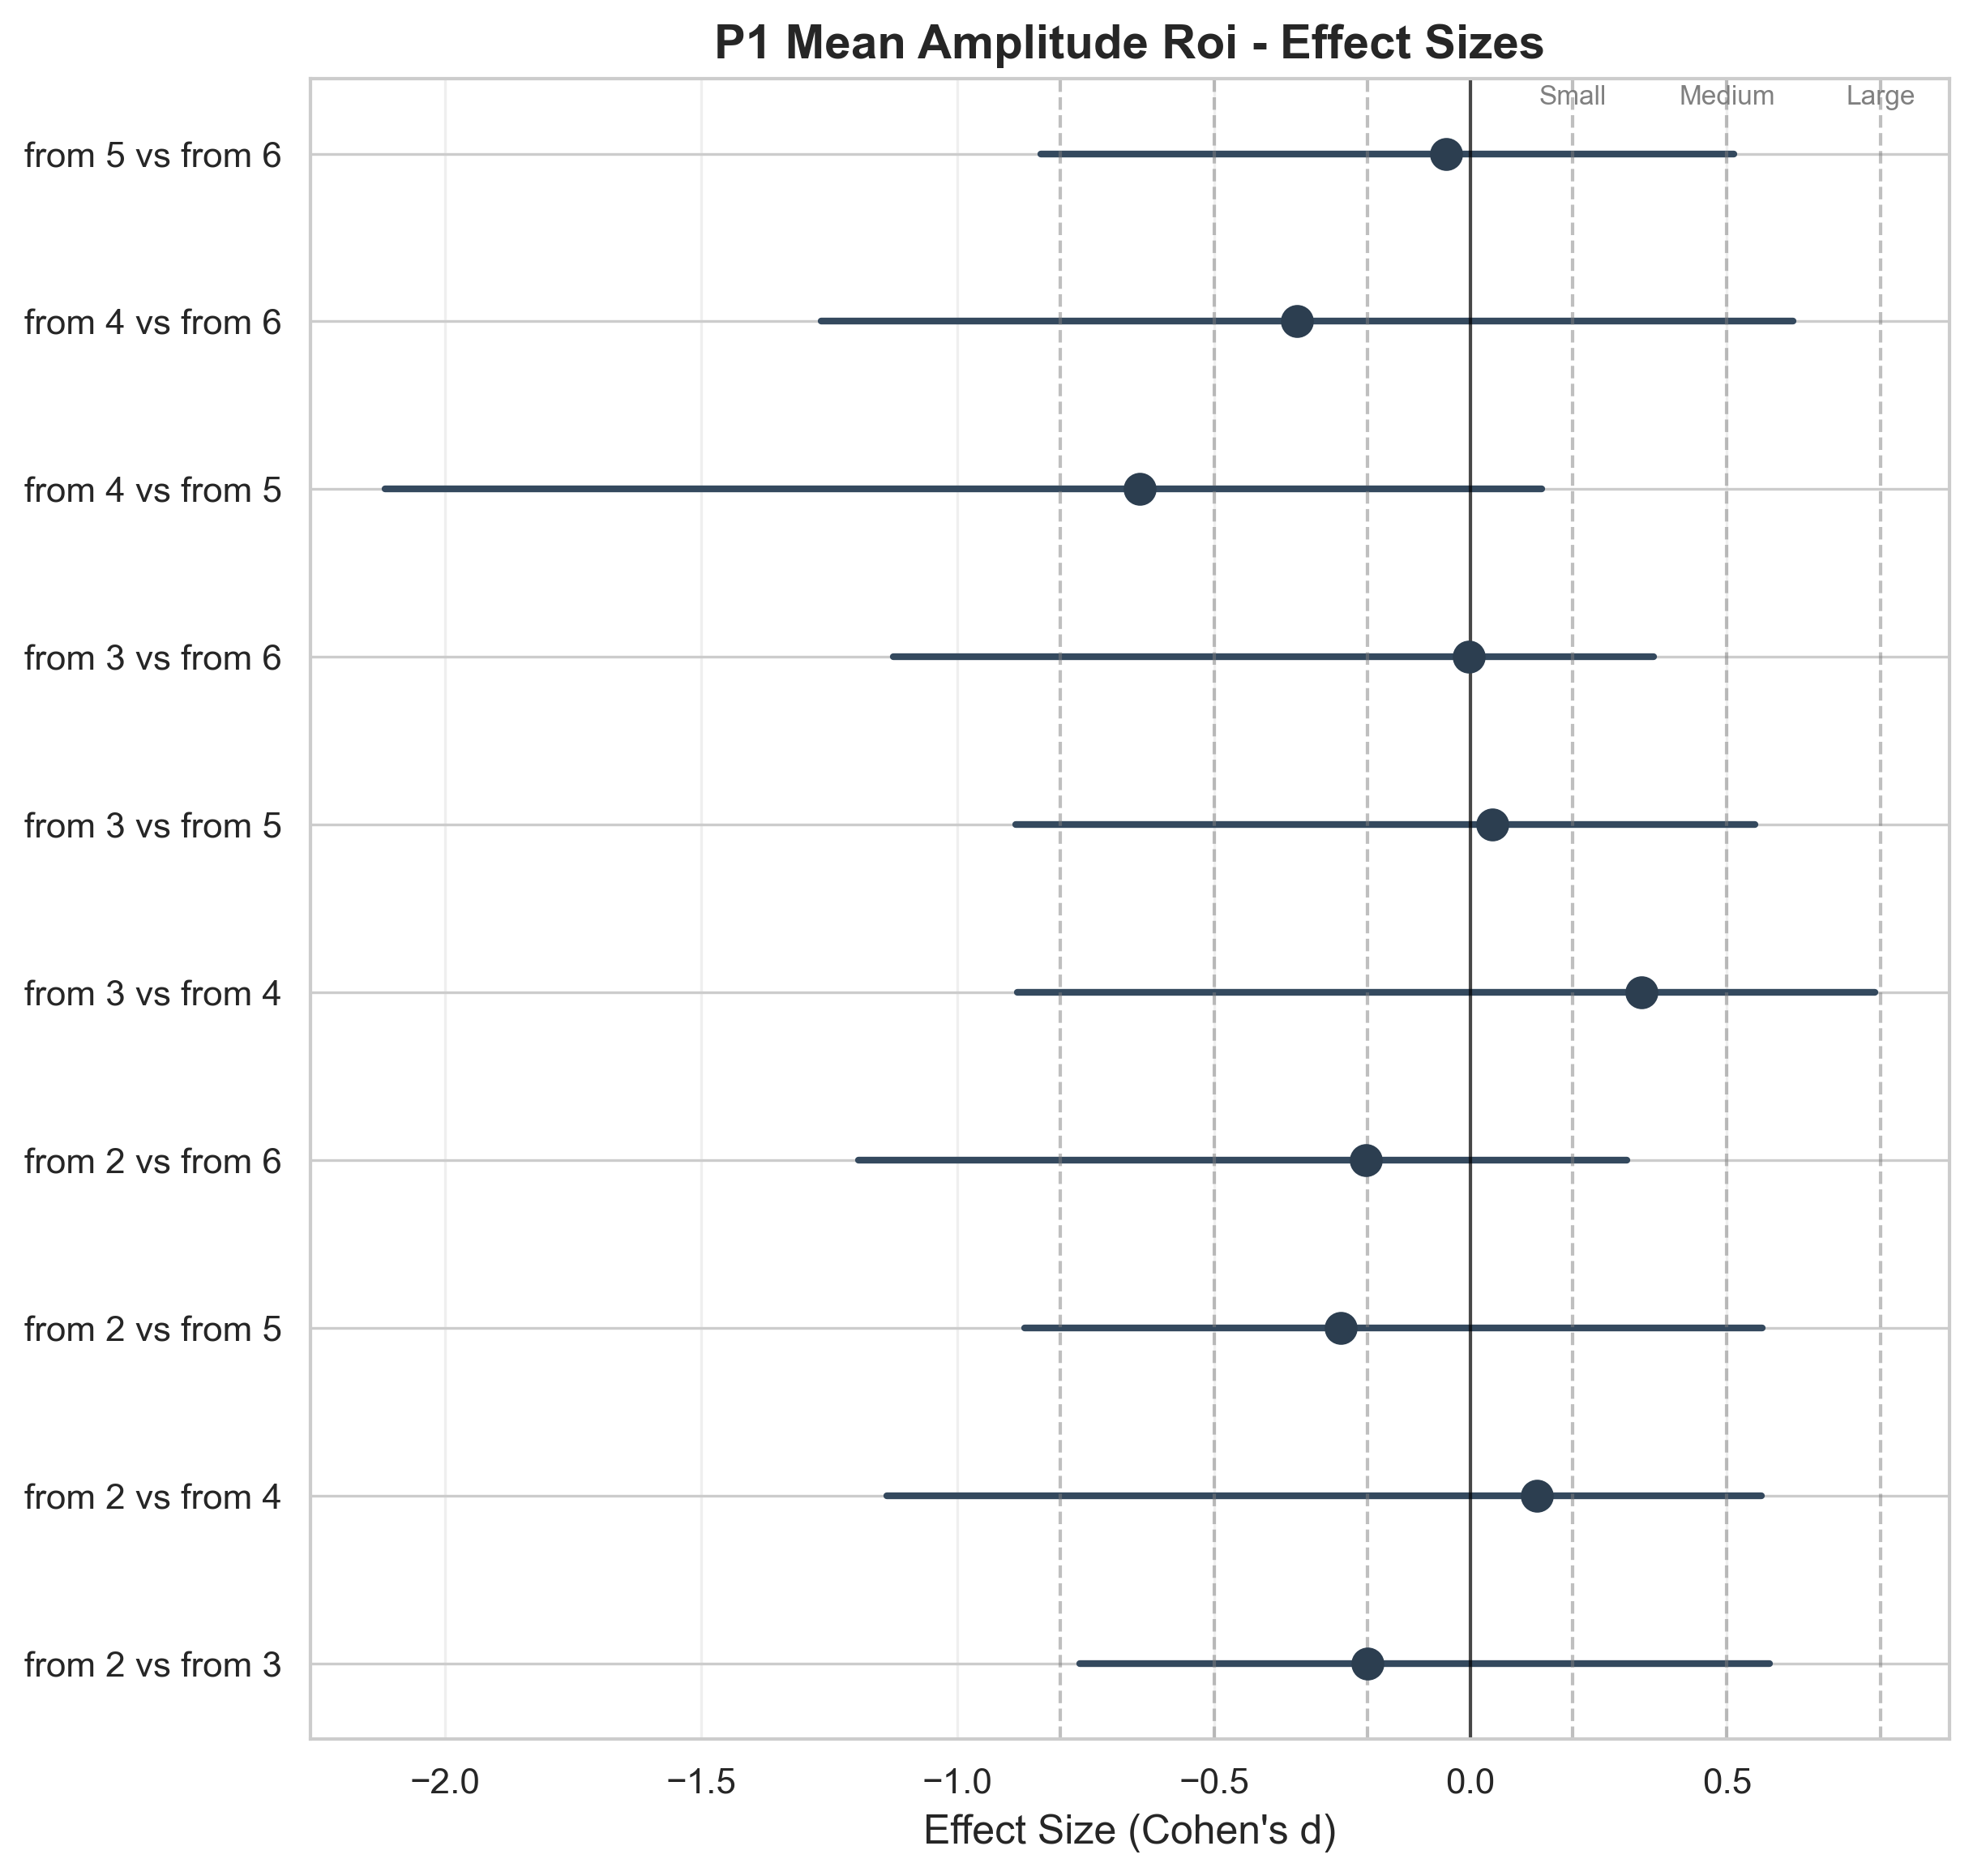 P1 Mean Amplitude Roi - Effect Sizes
Small Medium Large
from 5 vs from 6
from 4 vs from 6
from 4 vs from 5
from 3 vs from 6
from 3 vs from 5
from 3 vs from 4
from 2 vs from 6
from 2 vs from 5
from 2 vs from 4
from 2 vs from 3
−2.0 −1.5 −1.0 −0.5 0.0 0.5
Effect Size (Cohen's d)